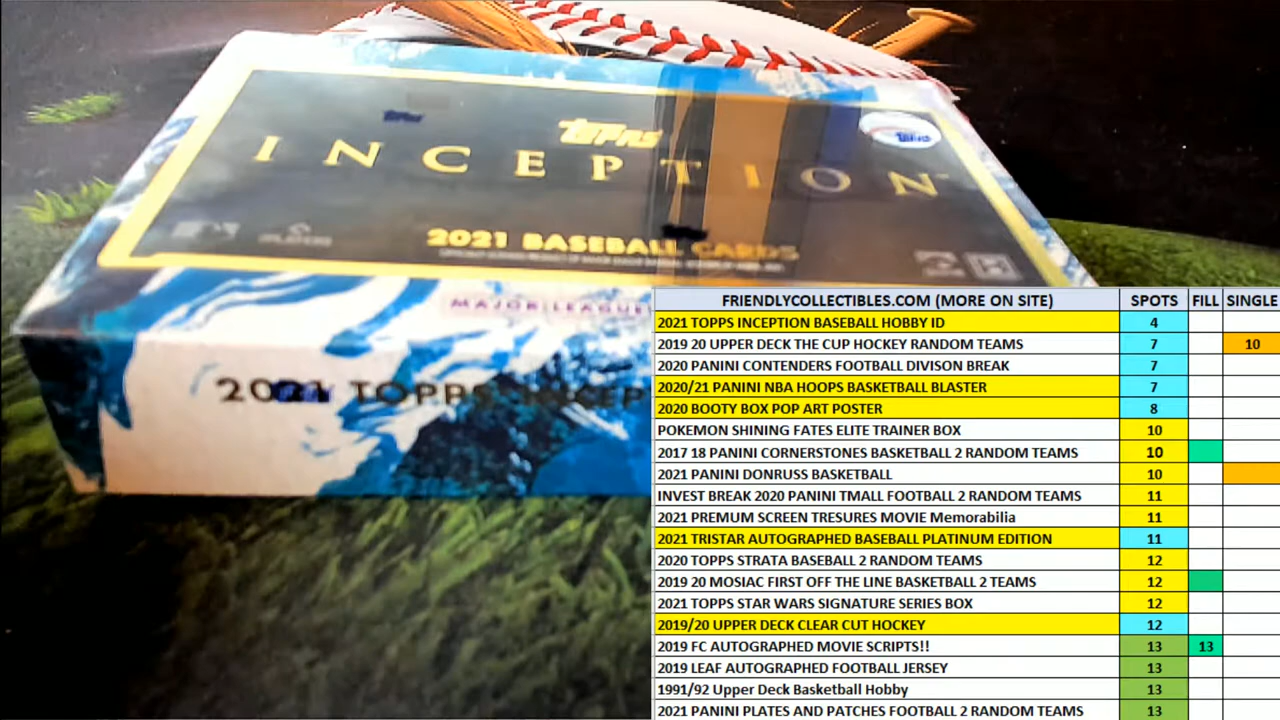 Topps
INCEPTION
2021 BASEBALL CARDS
MAJOR LEAGUE
2021 TOPPS INCEP
FRIENDLYCOLLECTIBLES.COM (MORE ON SITE) SPOTS FILL SINGLE
2021 TOPPS INCEPTION BASEBALL HOBBY ID 4
2019 20 UPPER DECK THE CUP HOCKEY RANDOM TEAMS 7 10
2020 PANINI CONTENDERS FOOTBALL DIVISON BREAK 7
2020/21 PANINI NBA HOOPS BASKETBALL BLASTER 7
2020 BOOTY BOX POP ART POSTER 8
POKEMON SHINING FATES ELITE TRAINER BOX 10
2017 18 PANINI CORNERSTONES BASKETBALL 2 RANDOM TEAMS 10
2021 PANINI DONRUSS BASKETBALL 10
INVEST BREAK 2020 PANINI TMALL FOOTBALL 2 RANDOM TEAMS 11
2021 PREMUM SCREEN TRESURES MOVIE Memorabilia 11
2021 TRISTAR AUTOGRAPHED BASEBALL PLATINUM EDITION 11
2020 TOPPS STRATA BASEBALL 2 RANDOM TEAMS 12
2019 20 MOSIAC FIRST OFF THE LINE BASKETBALL 2 TEAMS 12
2021 TOPPS STAR WARS SIGNATURE SERIES BOX 12
2019/20 UPPER DECK CLEAR CUT HOCKEY 12
2019 FC AUTOGRAPHED MOVIE SCRIPTS!! 13 13
2019 LEAF AUTOGRAPHED FOOTBALL JERSEY 13
1991/92 Upper Deck Basketball Hobby 13
2021 PANINI PLATES AND PATCHES FOOTBALL 2 RANDOM TEAMS 13